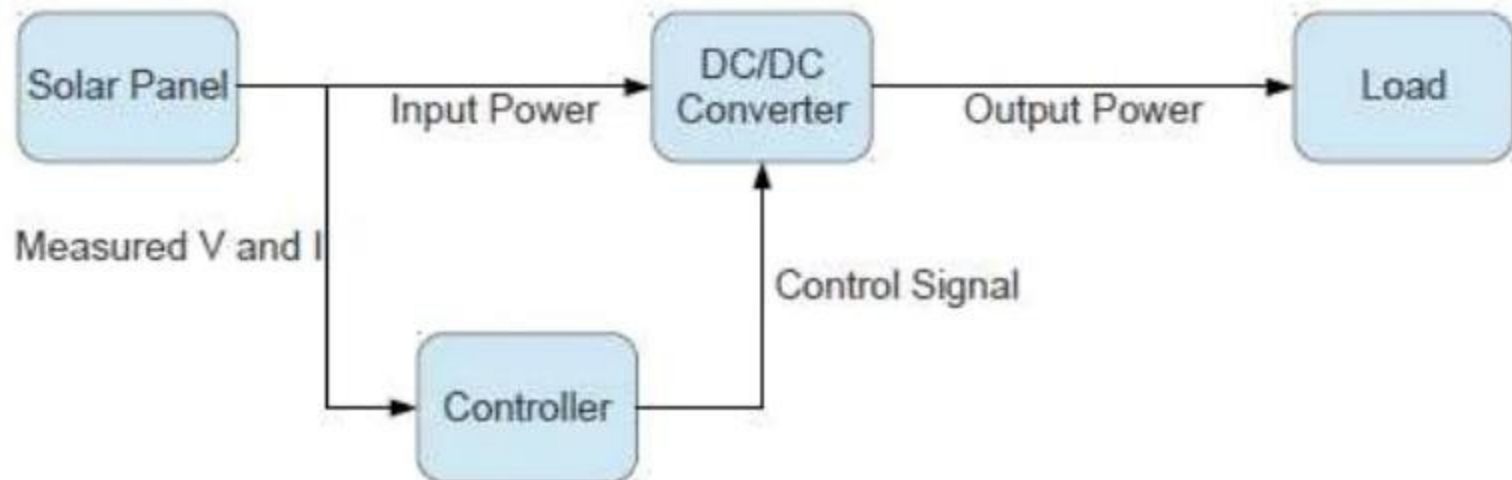 Solar Panel
Input Power
DC/DC
Converter
Output Power
Load
Measured V and I
Control Signal
Controller